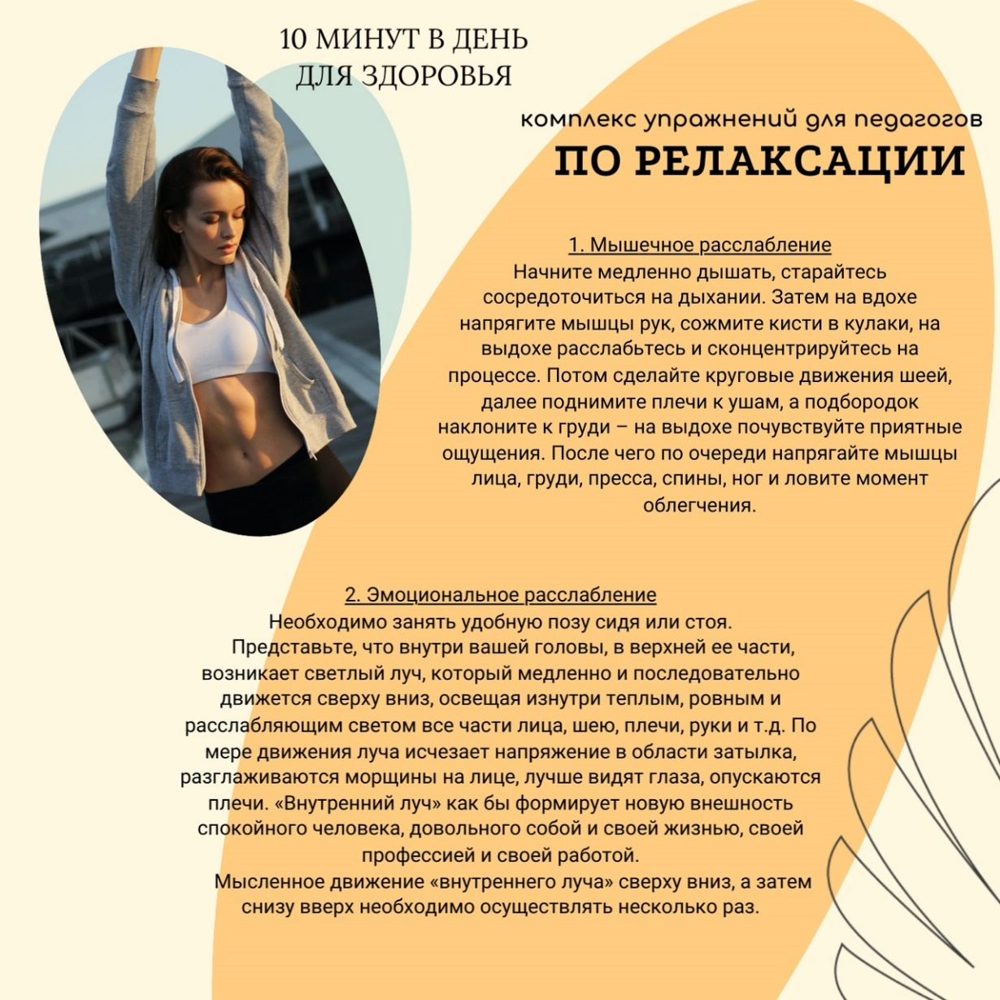 10 МИНУТ В ДЕНЬ
ДЛЯ ЗДОРОВЬЯ
комплекс упражнений для педагогов
ПО РЕЛАКСАЦИИ
1. Мышечное расслабление
Начните медленно дышать, старайтесь
сосредоточиться на дыхании. Затем на вдохе
напрягите мышцы рук, сожмите кисти в кулаки, на
выдохе расслабьтесь и сконцентрируйтесь на
процессе. Потом сделайте круговые движения шеей,
далее поднимите плечи к ушам, а подбородок
наклоните к груди – на выдохе почувствуйте приятные
ощущения. После чего по очереди напрягайте мышцы
лица, груди, пресса, спины, ног и ловите момент
облегчения.
2. Эмоциональное расслабление
Необходимо занять удобную позу сидя или стоя.
Представьте, что внутри вашей головы, в верхней ее части,
возникает светлый луч, который медленно и последовательно
движется сверху вниз, освещая изнутри теплым, ровным и
расслабляющим светом все части лица, шею, плечи, руки и т.д. По
мере движения луча исчезает напряжение в области затылка,
разглаживаются морщины на лице, лучше видят глаза, опускаются
плечи. «Внутренний луч» как бы формирует новую внешность
спокойного человека, довольного собой и своей жизнью, своей
профессией и своей работой.
Мысленное движение «внутреннего луча» сверху вниз, а затем
снизу вверх необходимо осуществлять несколько раз.